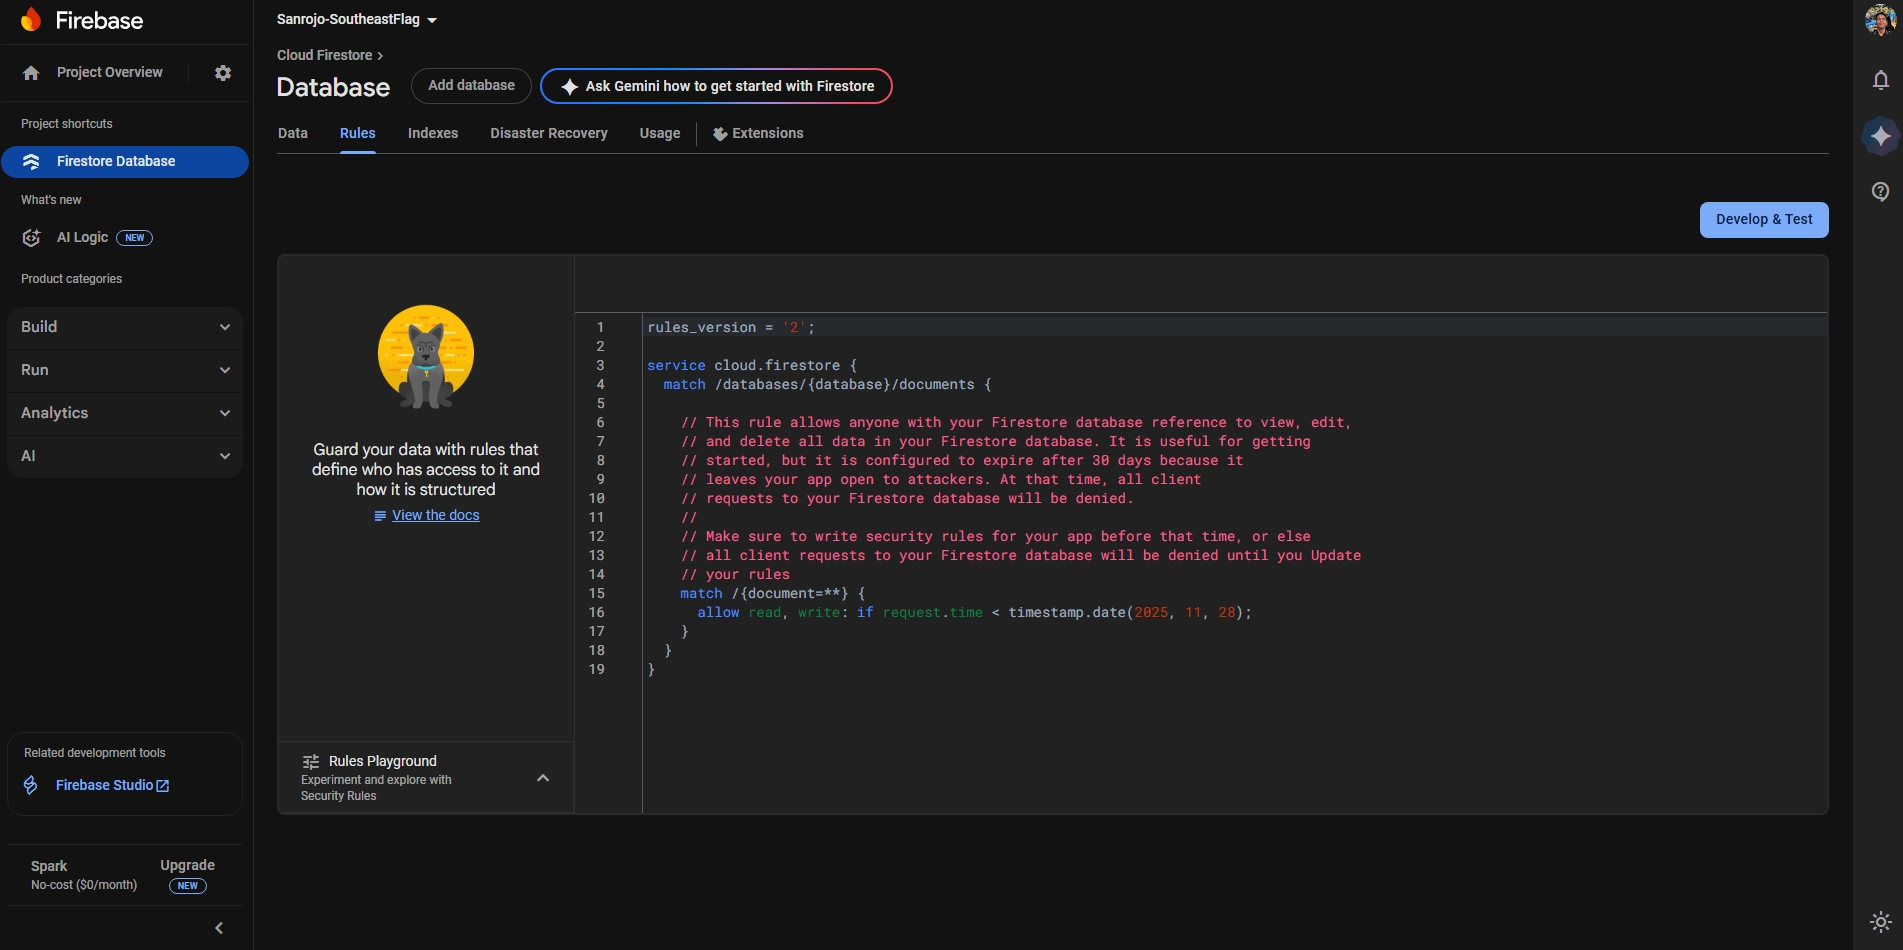 Firebase
Project Overview
Project shortcuts
Firestore Database
What's new
AI Logic NEW
Product categories
Build
Run
Analytics
AI
Related development tools
Firebase Studio
Spark
No-cost ($0/month)
Upgrade
NEW
Sanrojo-SoutheastFlag
Cloud Firestore
Database
Add database
Ask Gemini how to get started with Firestore
Data Rules Indexes Disaster Recovery Usage Extensions
Develop & Test
Guard your data with rules that
define who has access to it and
how it is structured
View the docs
Rules Playground
Experiment and explore with
Security Rules
1 rules_version = '2';
2
3 service cloud.firestore {
4 match /databases/{database}/documents {
5
6 // This rule allows anyone with your Firestore database reference to view, edit,
7 // and delete all data in your Firestore database. It is useful for getting
8 // started, but it is configured to expire after 30 days because it
9 // leaves your app open to attackers. At that time, all client
10 // requests to your Firestore database will be denied.
11 //
12 // Make sure to write security rules for your app before that time, or else
13 // all client requests to your Firestore database will be denied until you Update
14 // your rules
15 match /{document=**} {
16 allow read, write: if request.time < timestamp.date(2025, 11, 28);
17 }
18 }
19 }